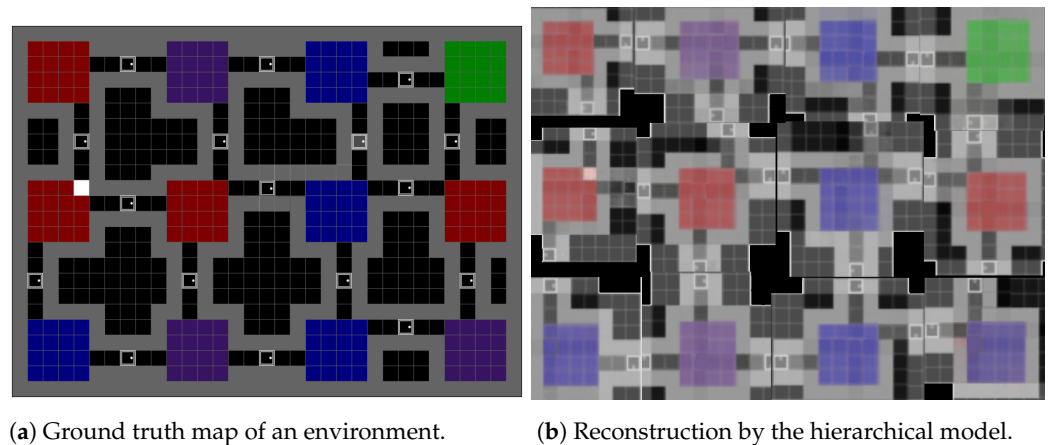 (a) Ground truth map of an environment.
(b) Reconstruction by the hierarchical model.